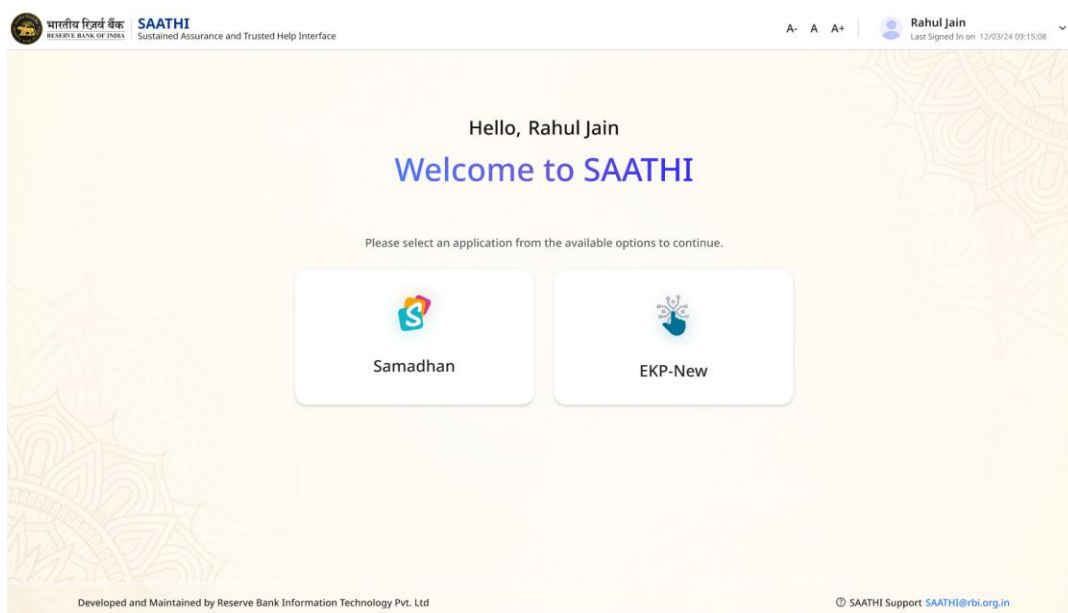 भारतीय रिज़र्व बैंक
RESERVE BANK OF INDIA
SAATHI
Sustained Assurance and Trusted Help Interface
A- A A+
Rahul Jain
Last Signed In on 12/03/24 09:15:08
Hello, Rahul Jain
Welcome to SAATHI
Please select an application from the available options to continue.
S
Samadhan
EKP-New
Developed and Maintained by Reserve Bank Information Technology Pvt. Ltd
SAATHI Support SAATHI@rbi.org.in